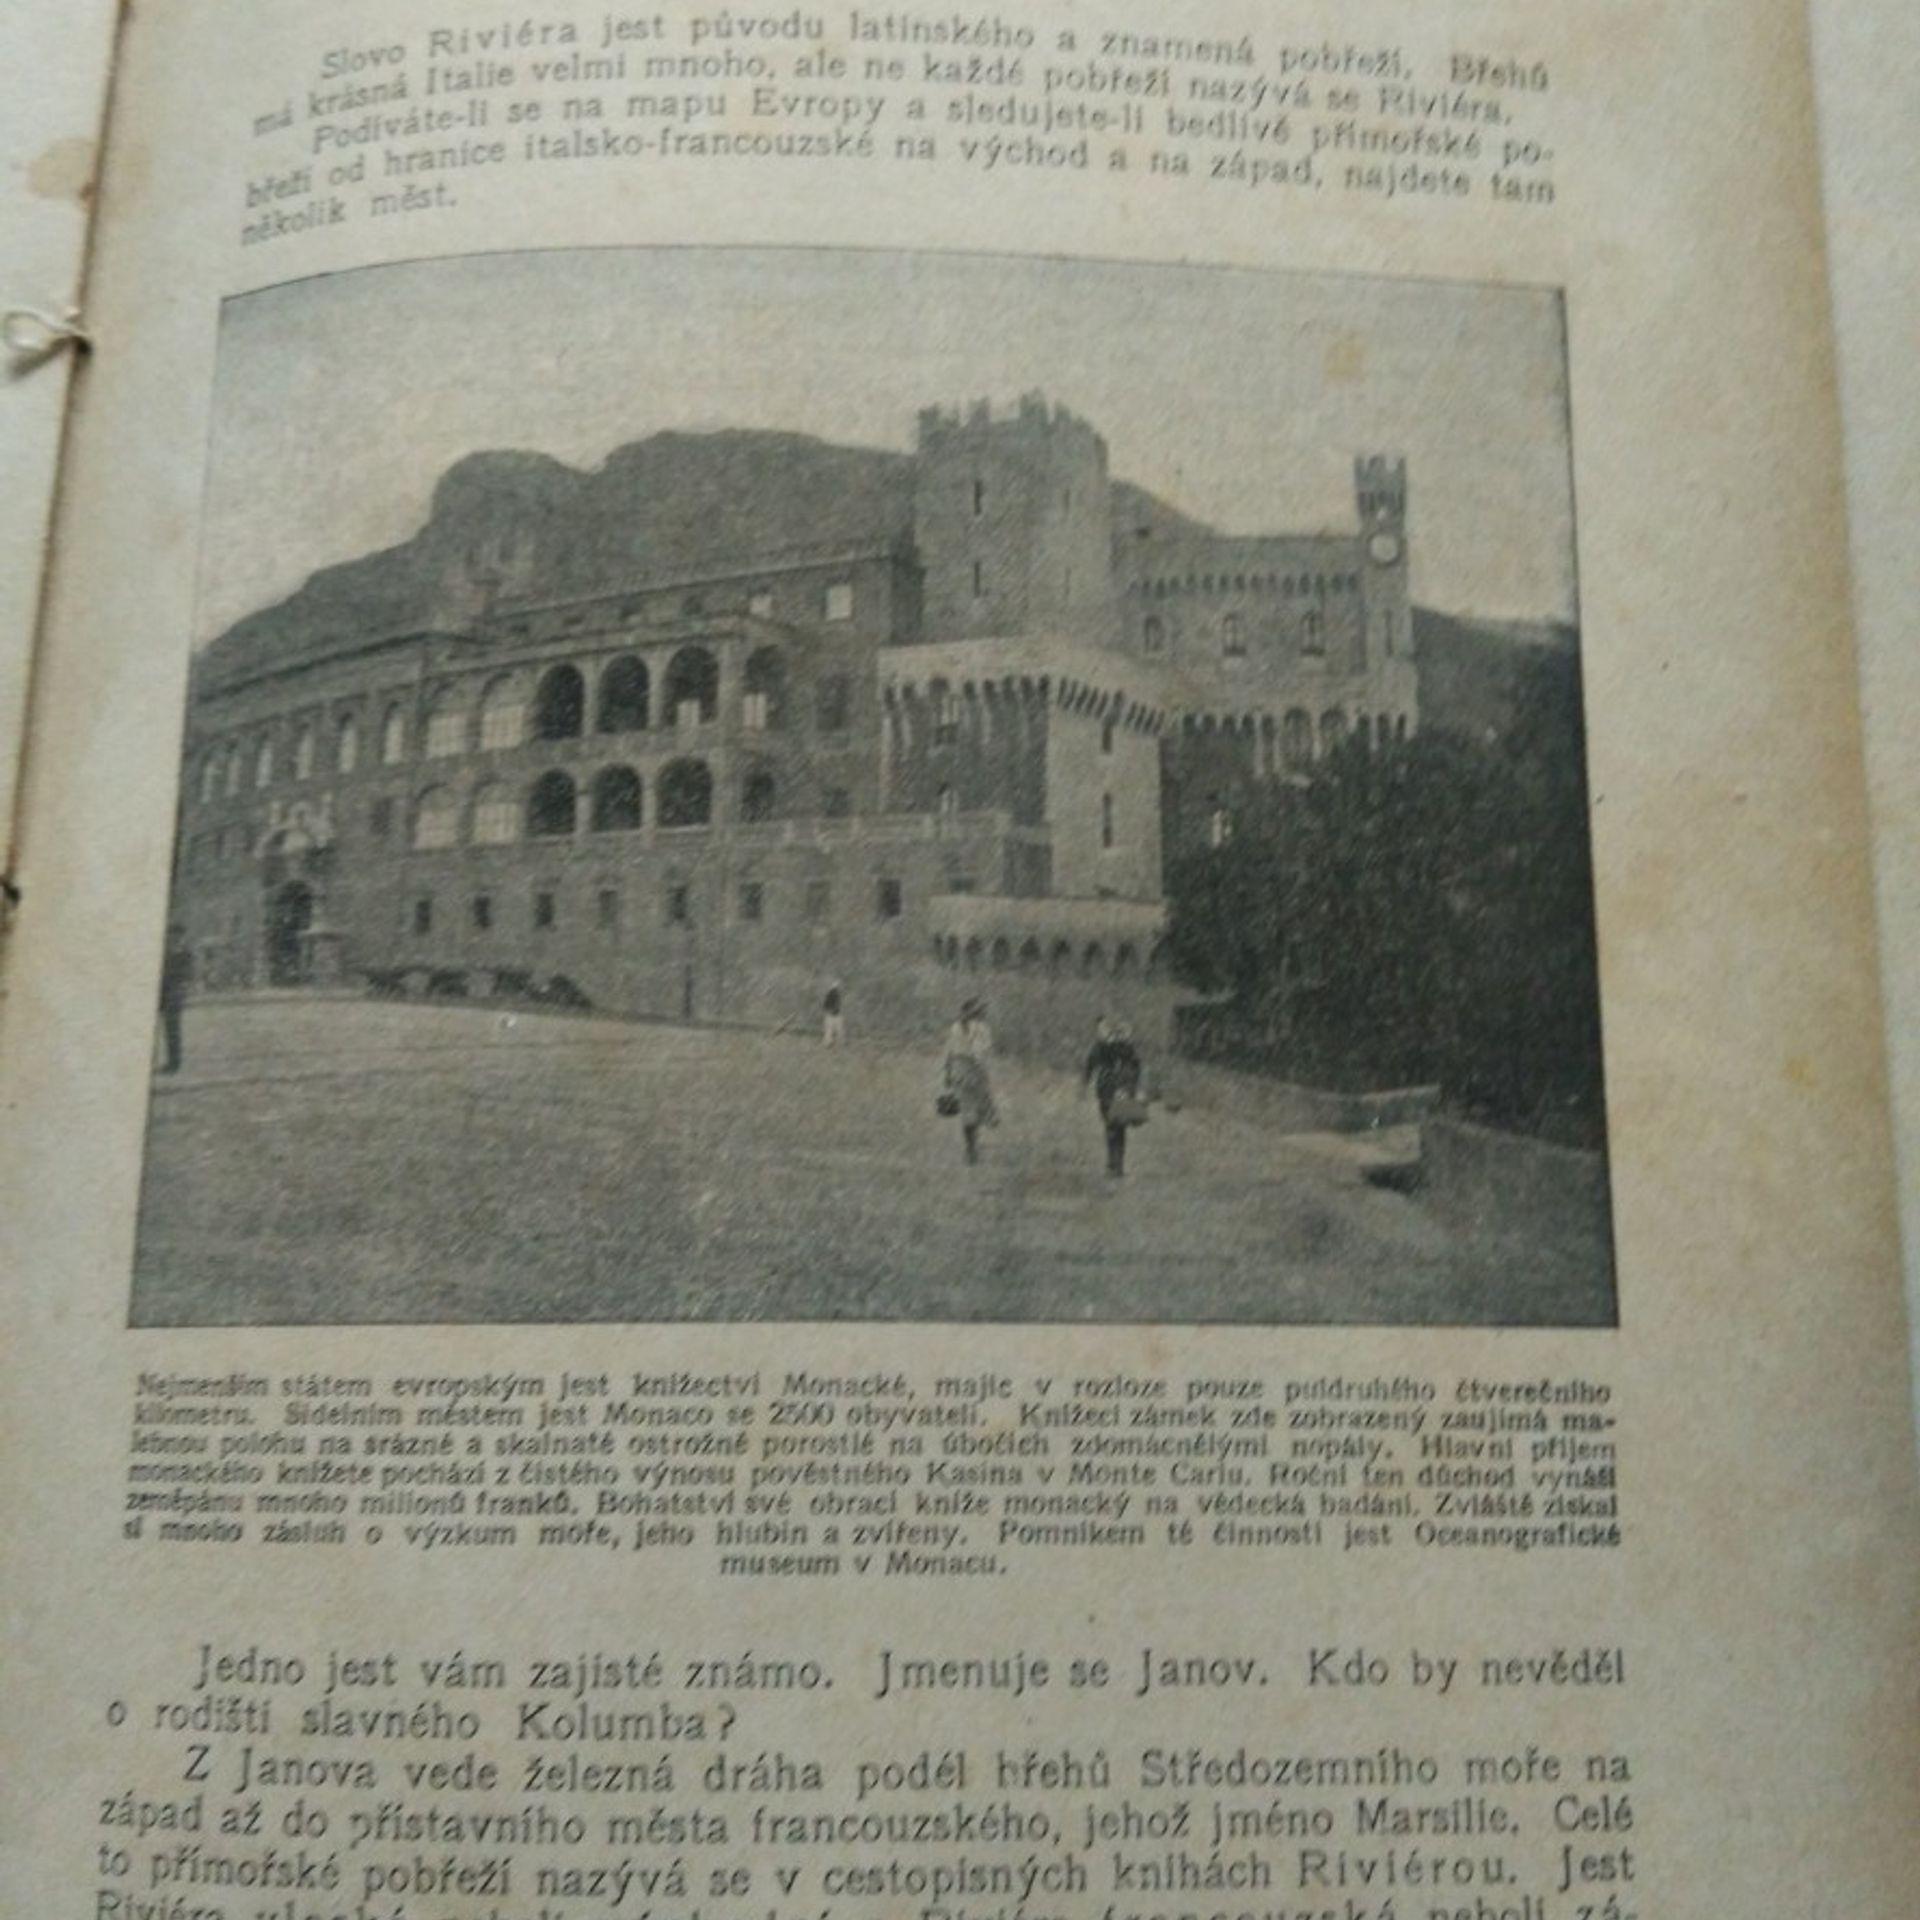 Slovo Riviéra jest původu latinského a znamená pobřeží. Břehů
má krásná Italie velmi mnoho, ale ne každé pobřeží nazývá se Riviéra.
Podíváte-li se na mapu Evropy a sledujete-li bedlivě přímořské po-
břeží od hranice italsko-francouzské na východ a na západ, najdete tam
několik měst.
Nejmenším státem evropským jest knížectví Monacké, majíc v rozloze pouze půldruhého čtverečního
kilometru. Sídelním městem jest Monaco se 2500 obyvateli. Knížecí zámek zde zobrazený zaujímá ma-
lebnou polohu na srázné a skalnaté ostrožně porostlé na úbočích zdomácnělými nopály. Hlavní příjem
monackého knížete pochází z čistého výnosu pověstného Kasina v Monte Carlu. Roční ten důchod vynáší
zeměpánu mnoho milionů franků. Bohatství své obrací kníže monacký na vědecká badání. Zvláště získal
si mnoho zásluh o výzkum moře, jeho hlubin a zvířeny. Pomníkem té činnosti jest Oceanografické
museum v Monacu.
Jedno jest vám zajisté známo. Jmenuje se Janov. Kdo by nevěděl
o rodišti slavného Kolumba?
Z Janova vede železná dráha podél břehů Středozemního moře na
západ až do přístavního města francouzského, jehož jméno Marsilie. Celé
to přímořské pobřeží nazývá se v cestopisných knihách Riviérou. Jest
Riviéra